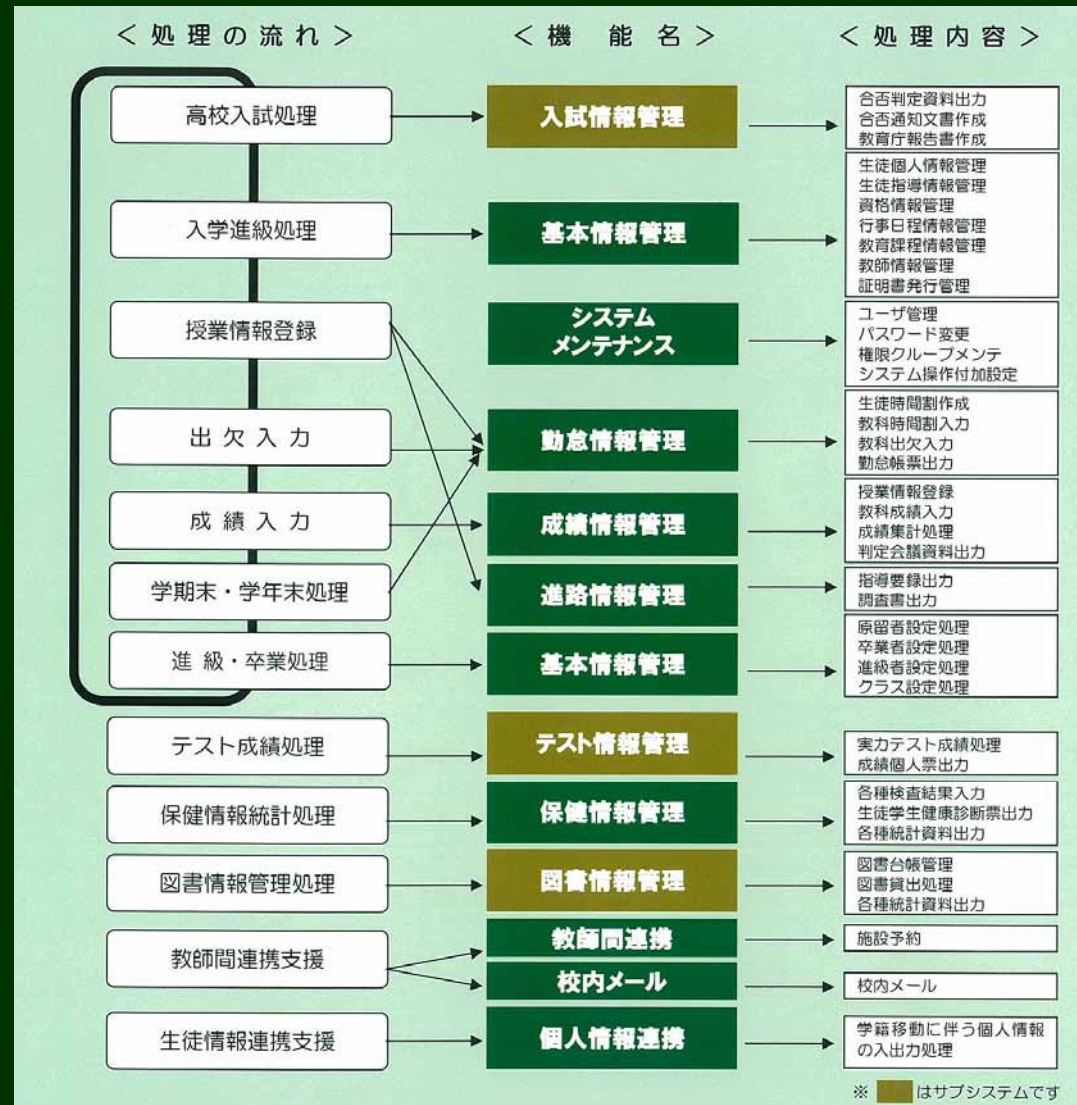 ＜処理の流れ＞
＜機 能 名＞
＜処理内容＞
高校入試処理
入試情報管理
合否判定資料出力
合否通知文書作成
教育庁報告書作成
入学進級処理
基本情報管理
生徒個人情報管理
生徒指導情報管理
資格情報管理
行事日程情報管理
教育課程情報管理
教師情報管理
証明書発行管理
授業情報登録
システム
メンテナンス
ユーザ管理
パスワード変更
権限グループメンテ
システム操作付加設定
出 欠 入 力
勤怠情報管理
生徒時間割作成
教科時間割入力
教科出欠入力
勤怠帳票出力
成 績 入 力
成績情報管理
授業情報登録
教科成績入力
成績集計処理
判定会議資料出力
学期末・学年末処理
進路情報管理
指導要録出力
調査書出力
進 級・卒業処理
基本情報管理
原留者設定処理
卒業者設定処理
進級者設定処理
クラス設定処理
テスト成績処理
テスト情報管理
実力テスト成績処理
成績個人票出力
保健情報統計処理
保健情報管理
各種検査結果入力
生徒学生健康診断票出力
各種統計資料出力
図書情報管理処理
図書情報管理
図書台帳管理
図書貸出処理
各種統計資料出力
教師間連携支援
教師間連携
施設予約
校内メール
校内メール
生徒情報連携支援
個人情報連携
学籍移動に伴う個人情報
の入出力処理
※ はサブシステムです